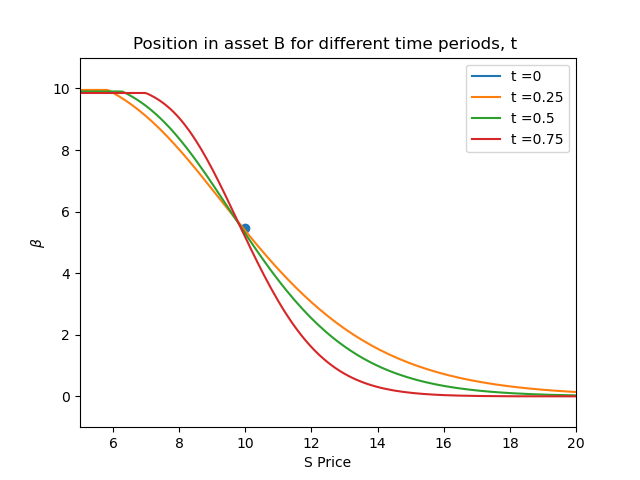 Position in asset B for different time periods, t
t =0
t =0.25
t =0.5
t =0.75
10
8
6
4
2
0
β
6 8 10 12 14 16 18 20
S Price